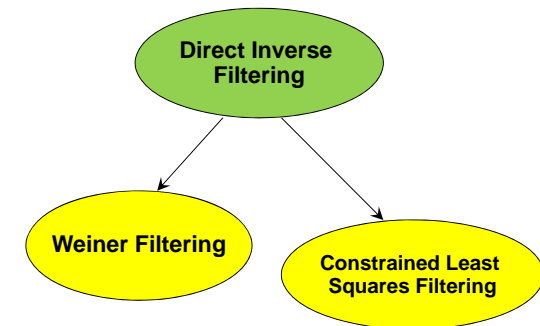 Direct Inverse
Filtering
Weiner Filtering
Constrained Least
Squares Filtering